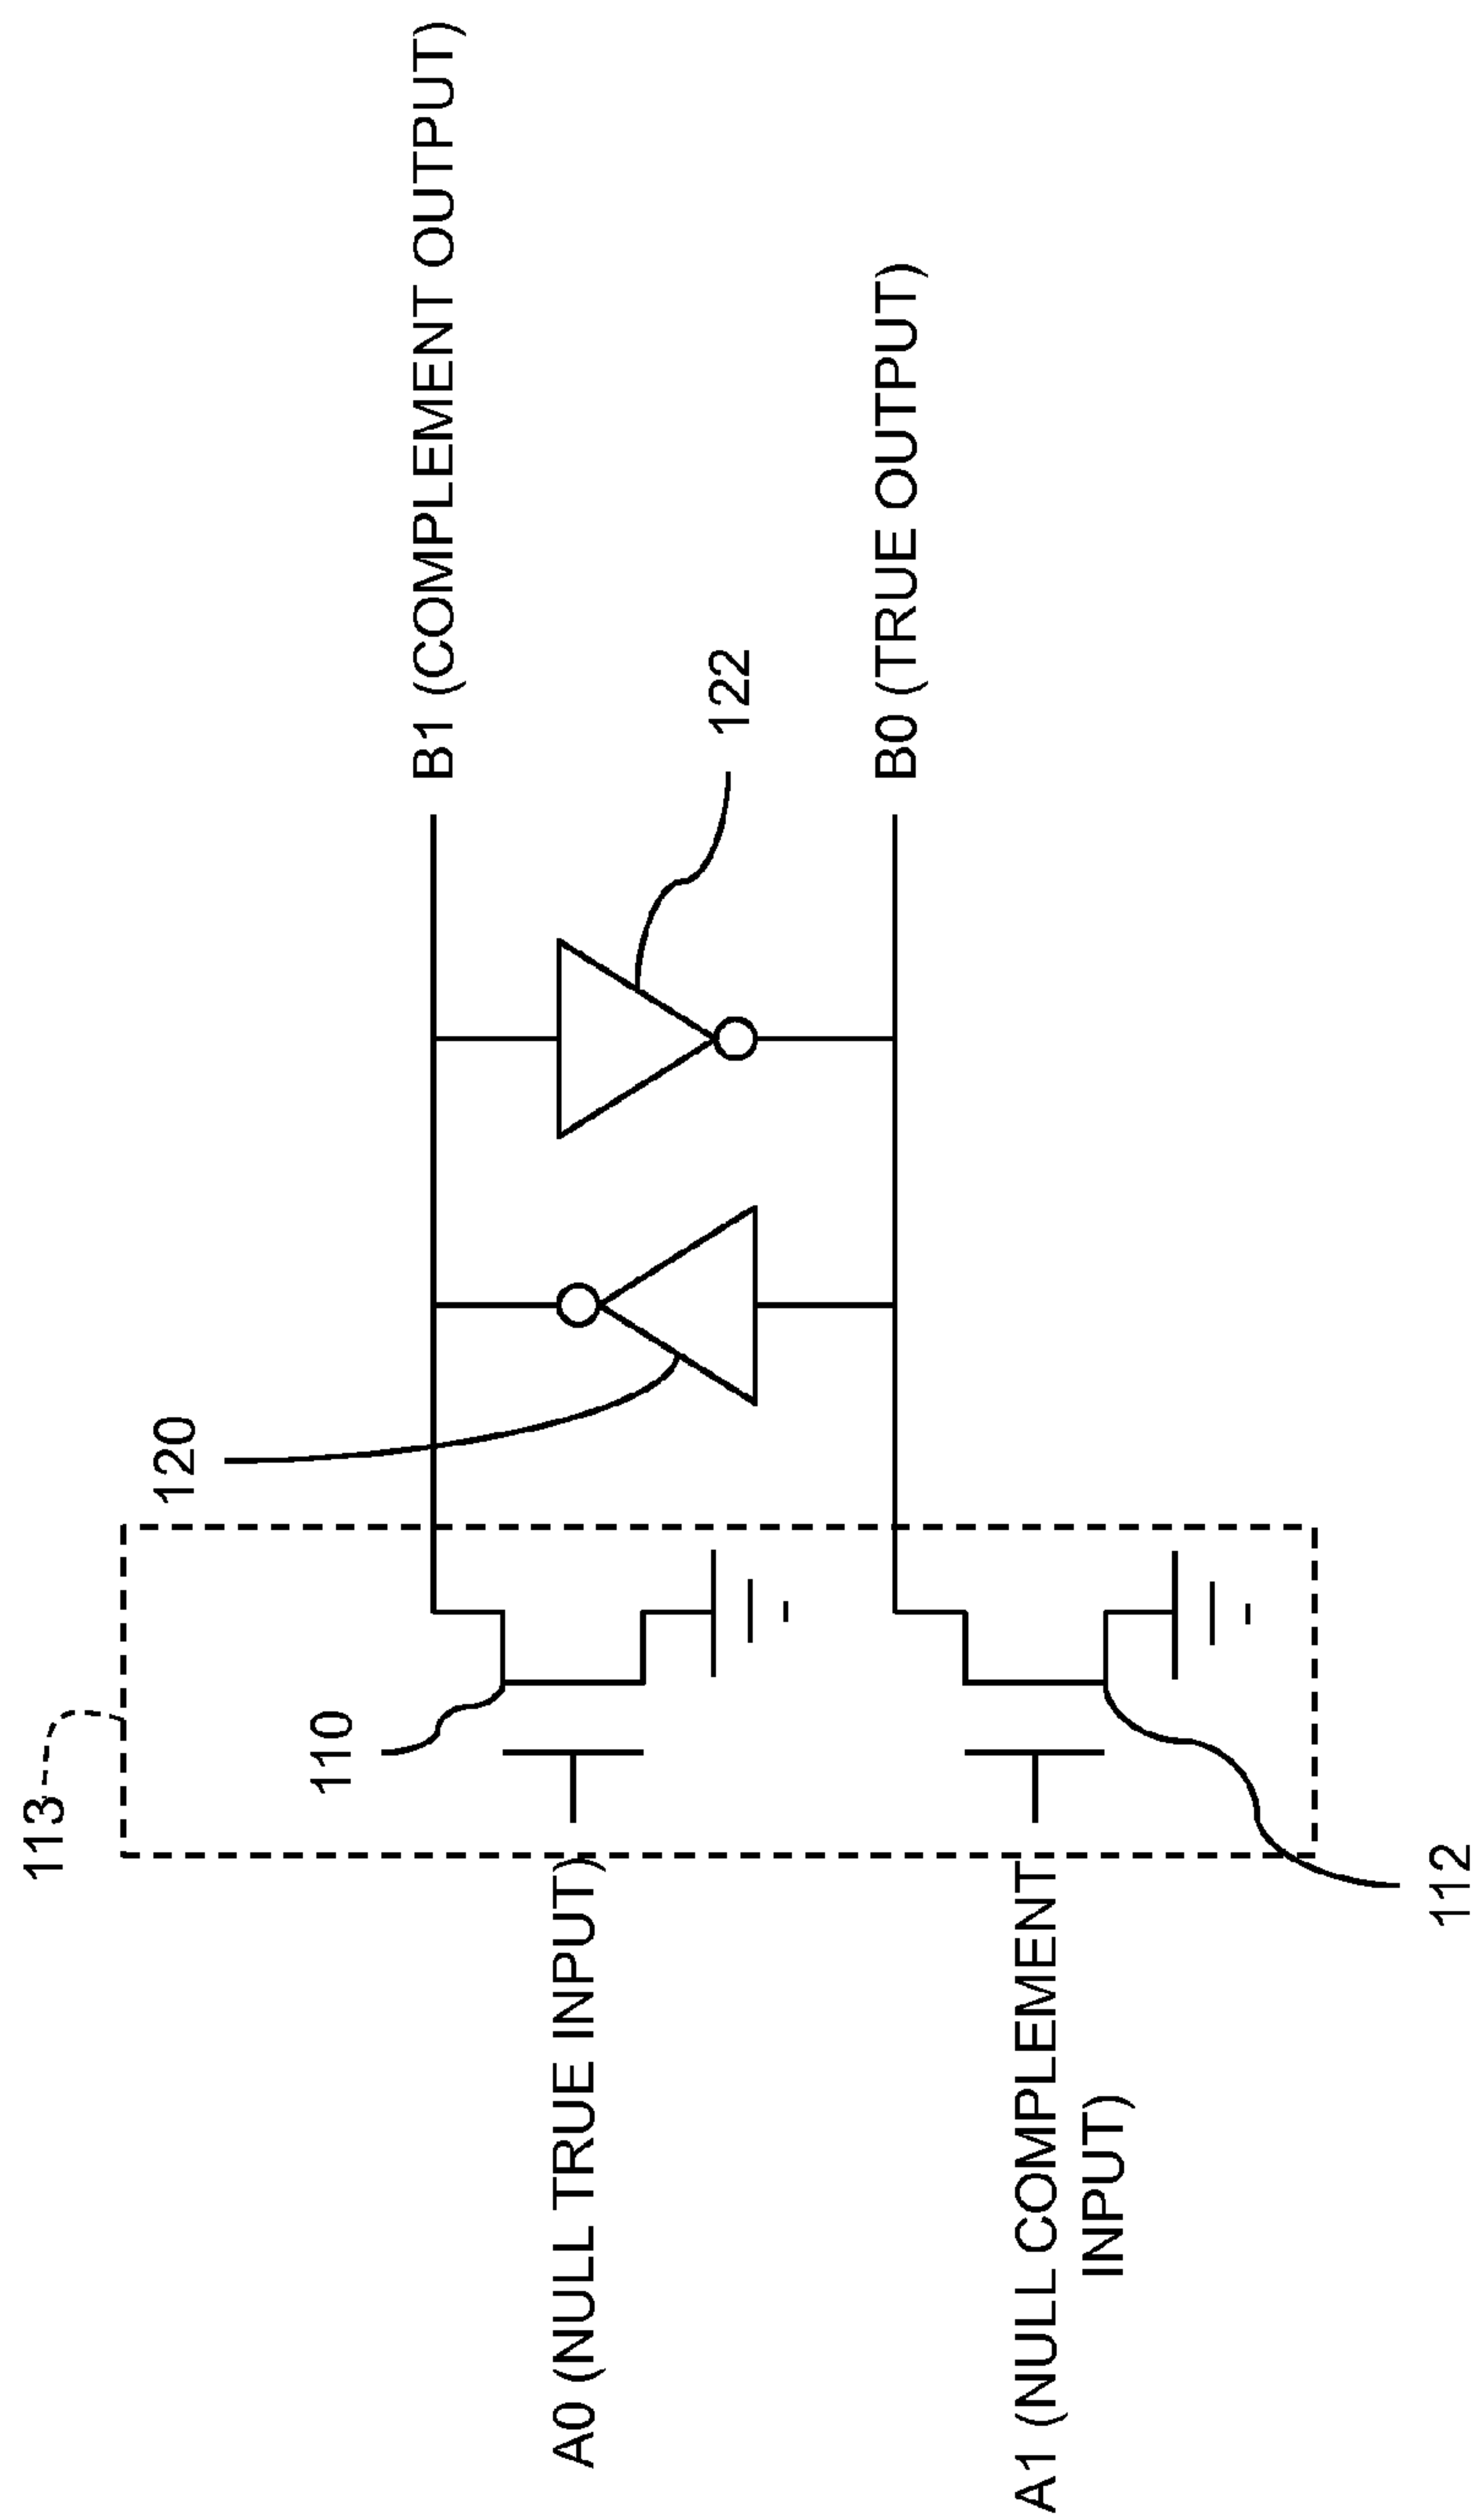 113
120
110
B1 (COMPLEMENT OUTPUT)
A0 (NULL TRUE INPUT)
122
B0 (TRUE OUTPUT)
A1 (NULL COMPLEMENT
INPUT)
112